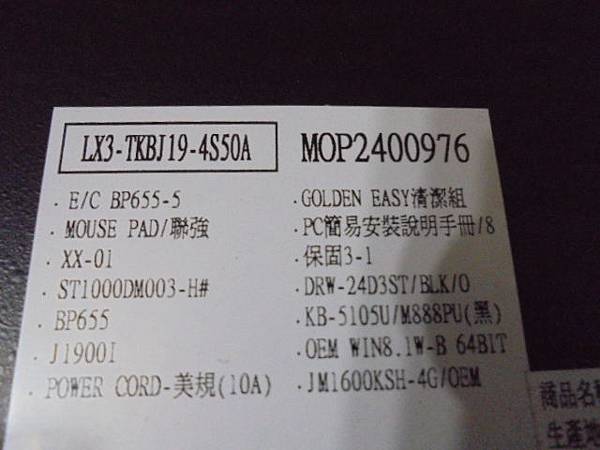 LX3-TKBJ19-4S50A
MOP2400976
· E/C BP655-5
· MOUSE PAD/聯強
· XX-01
· ST1000DM003-H#
· BP655
· J1900I
· POWER CORD-美規(10A)
· GOLDEN EASY清潔組
· PC簡易安裝說明手冊/8
· 保固3-1
· DRW-24D3ST/BLK/O
· KB-5105U/M888PU(黑)
· OEM WIN8.1W-B 64BIT
· JM1600KSH-4G/OEM
商品名稱
生產地